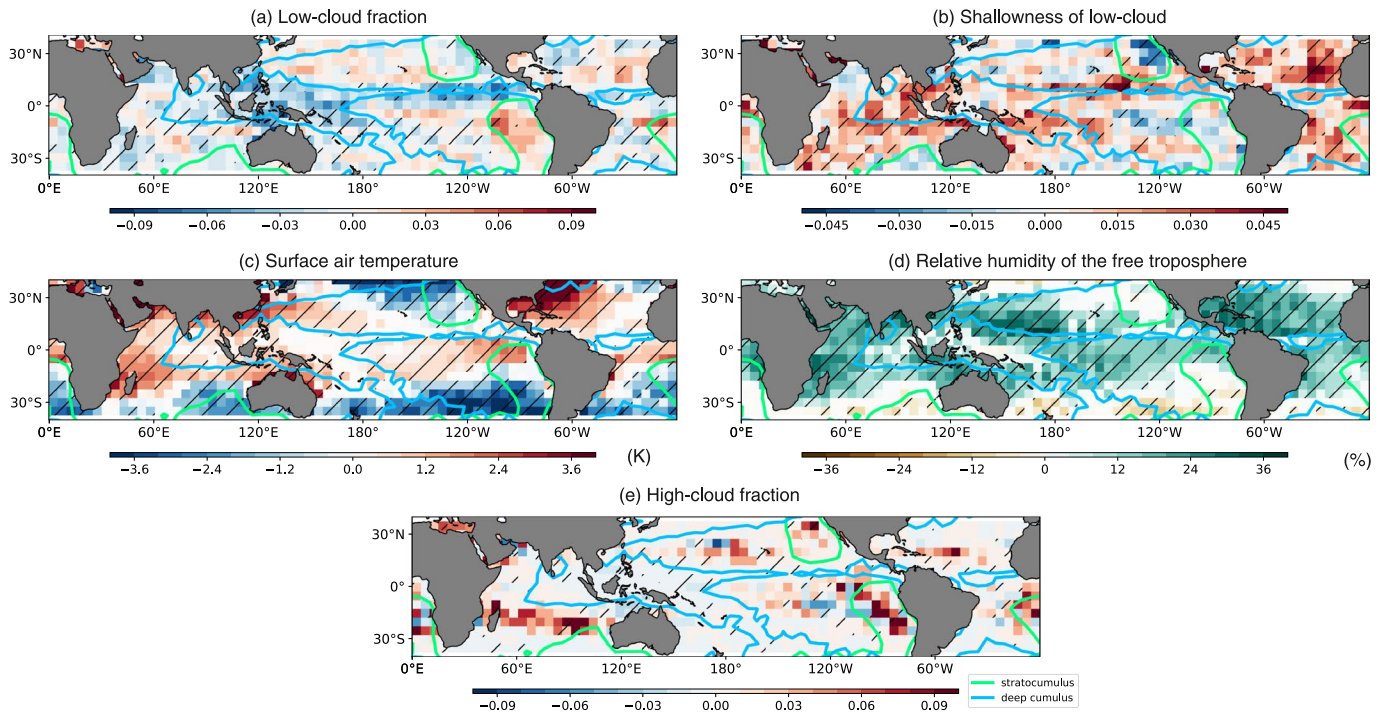 (a) Low-cloud fraction
(b) Shallowness of low-cloud
30°N
0°
30°S
0°E 60°E 120°E 180° 120°W 60°W
−0.09 −0.06 −0.03 0.00 0.03 0.06 0.09
30°N
0°
30°S
0°E 60°E 120°E 180° 120°W 60°W
−0.045 −0.030 −0.015 0.000 0.015 0.030 0.045
(c) Surface air temperature
(d) Relative humidity of the free troposphere
30°N
0°
30°S
0°E 60°E 120°E 180° 120°W 60°W
−3.6 −2.4 −1.2 0.0 1.2 2.4 3.6
(K)
30°N
0°
30°S
0°E 60°E 120°E 180° 120°W 60°W
−36 −24 −12 0 12 24 36
(%)
(e) High-cloud fraction
30°N
0°
30°S
0°E 60°E 120°E 180° 120°W 60°W
−0.09 −0.06 −0.03 0.00 0.03 0.06 0.09
stratocumulus
deep cumulus